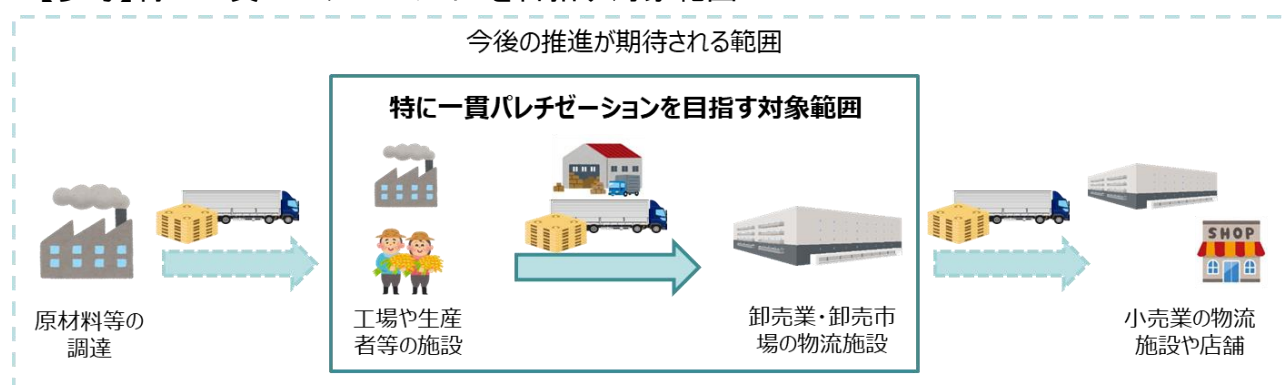 今後の推進が期待される範囲
特に一貫パレチゼーションを目指す対象範囲
原材料等の
調達
工場や生産
者等の施設
卸売業・卸売市
場の物流施設
SHOP
小売業の物流
施設や店舗